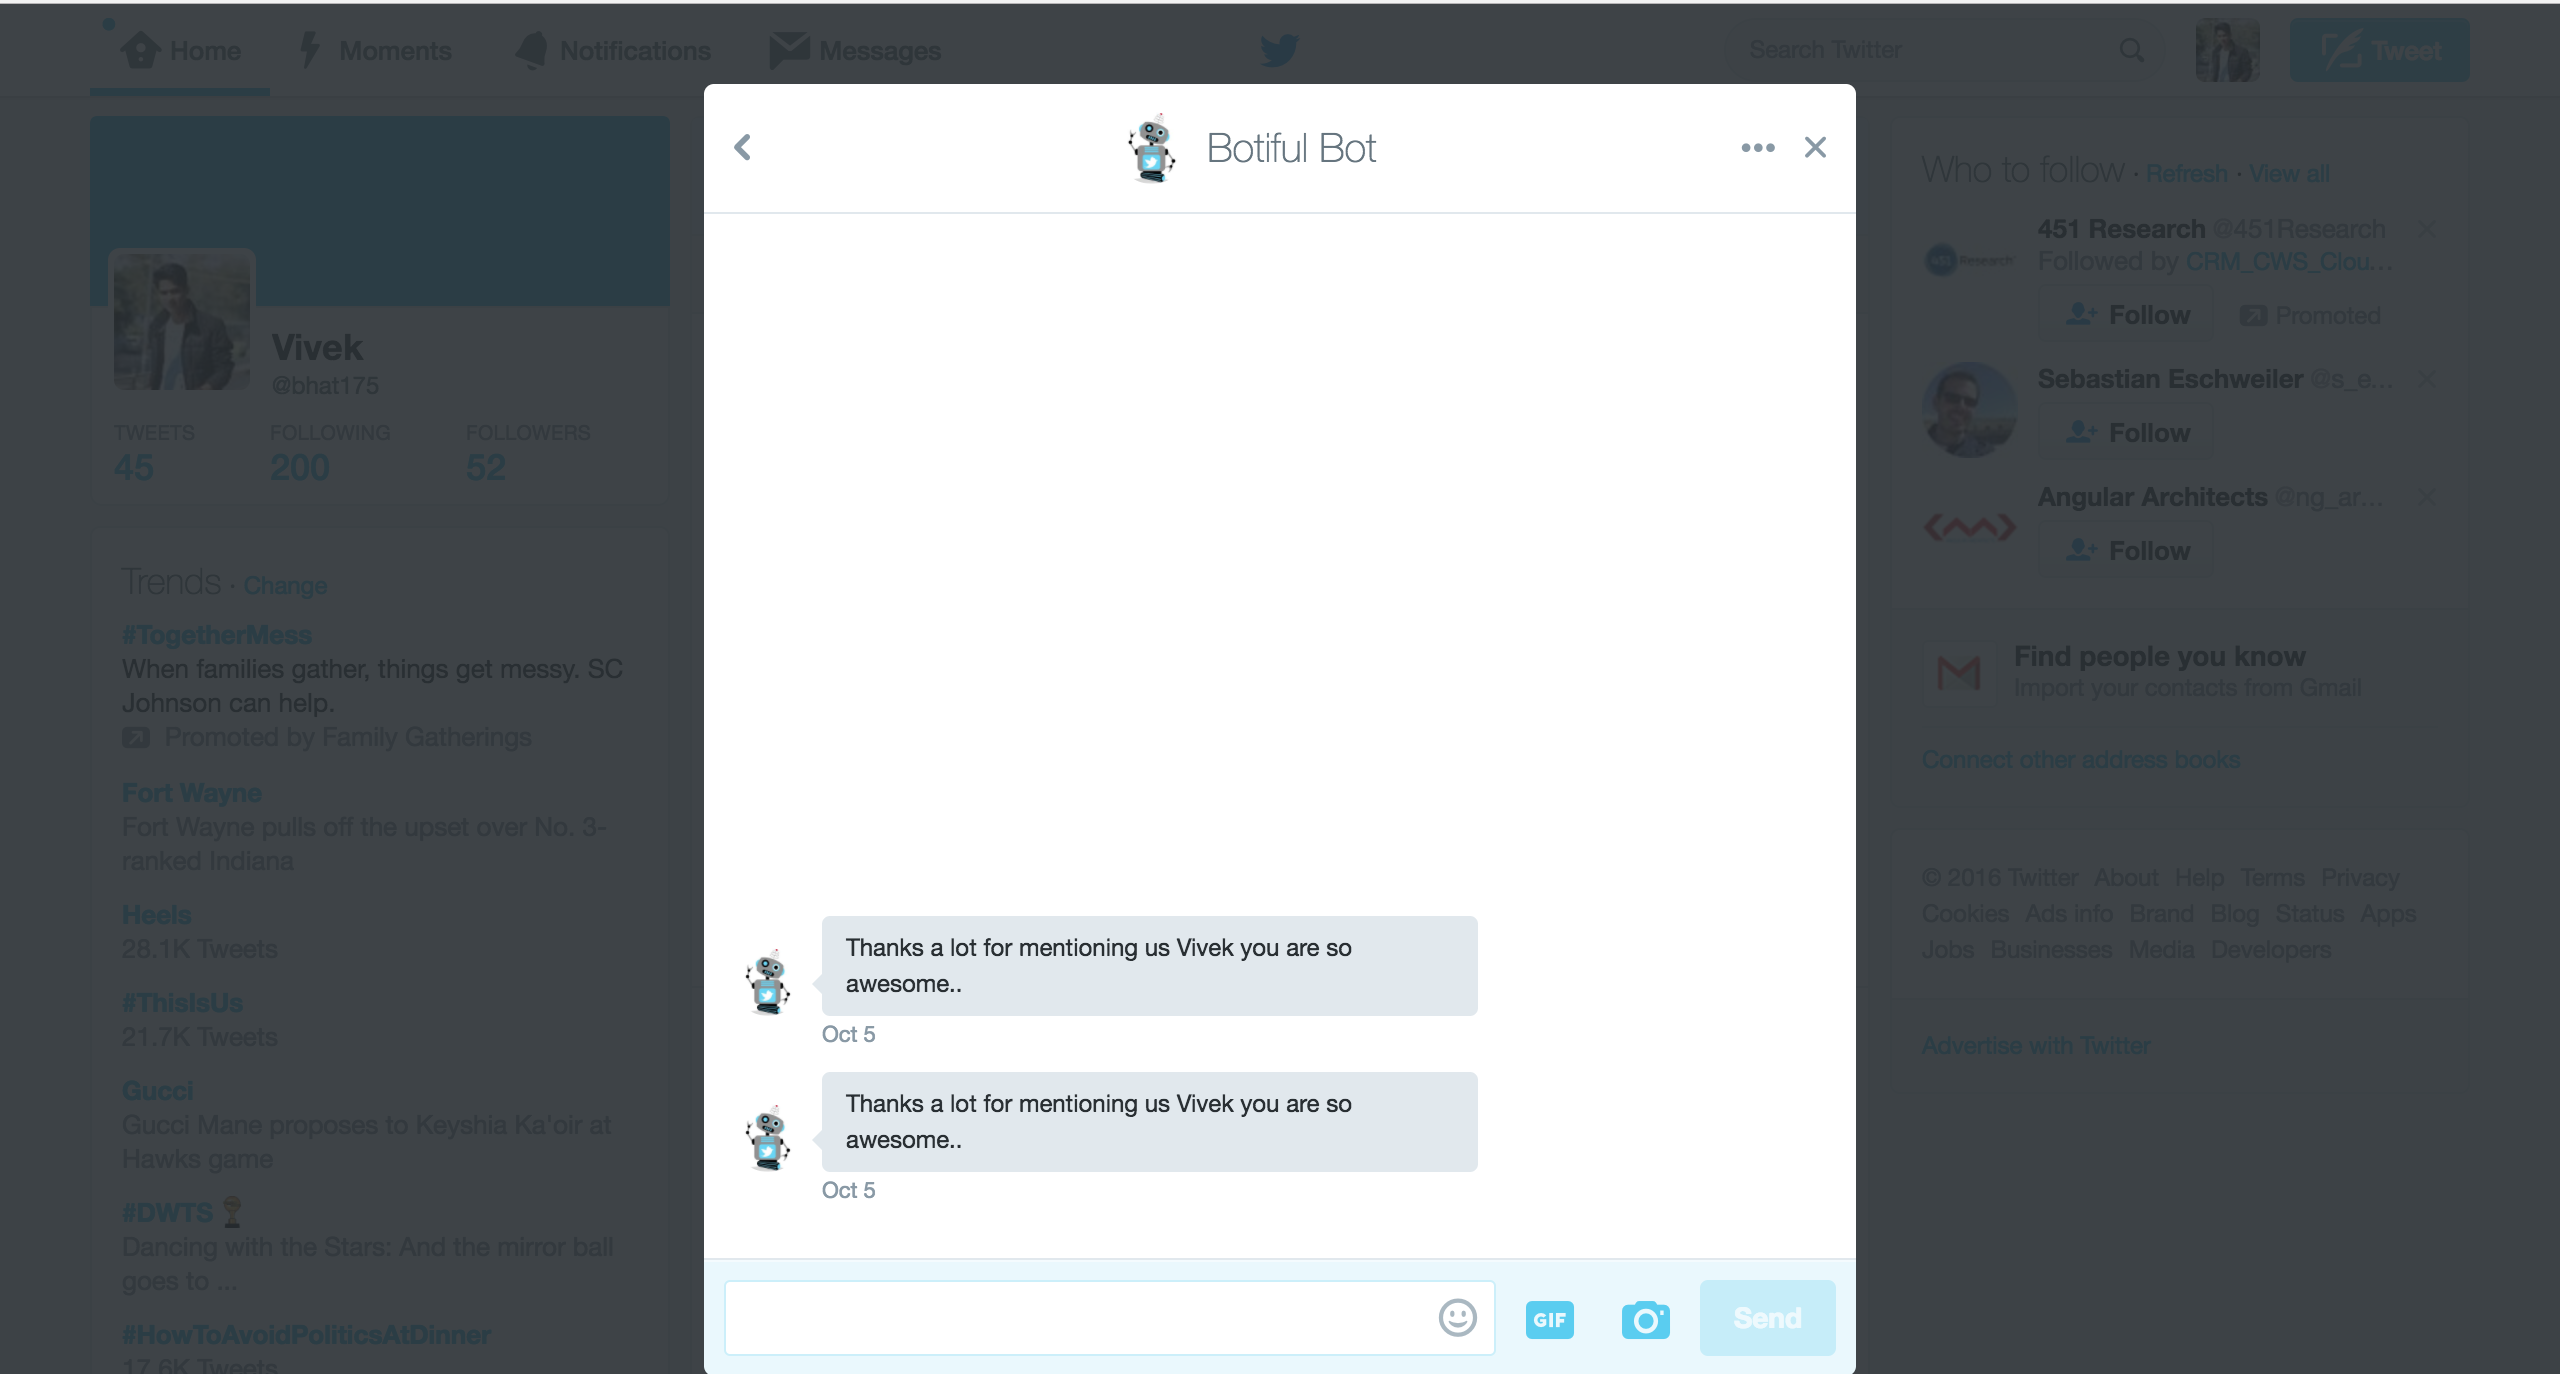 Home Moments Notifications Messages Search Twitter Tweet
Botiful Bot
Vivek
@bhat175
TWEETS FOLLOWING FOLLOWERS
45 200 52
Trends · Change
#TogetherMess
When families gather, things get messy. SC
Johnson can help.
Promoted by Family Gatherings
Fort Wayne
Fort Wayne pulls off the upset over No. 3-
ranked Indiana
Heels
28.1K Tweets
#ThisIsUs
21.7K Tweets
Gucci
Gucci Mane proposes to Keyshia Ka'oir at
Hawks game
#DWTS
Dancing with the Stars: And the mirror ball
goes to ...
#HowToAvoidPoliticsAtDinner
17.6K Tweets
Thanks a lot for mentioning us Vivek you are so
awesome..
Oct 5
Thanks a lot for mentioning us Vivek you are so
awesome..
Oct 5
GIF Send
Who to follow · Refresh · View all
451 Research @451Research
Followed by CRM_CWS_Clou...
451 Research
Follow Promoted
Sebastian Eschweiler @s_e...
Follow
Angular Architects @ng_ar...
Follow
Find people you know
Import your contacts from Gmail
Connect other address books
© 2016 Twitter About Help Terms Privacy
Cookies Ads info Brand Blog Status Apps
Jobs Businesses Media Developers
Advertise with Twitter